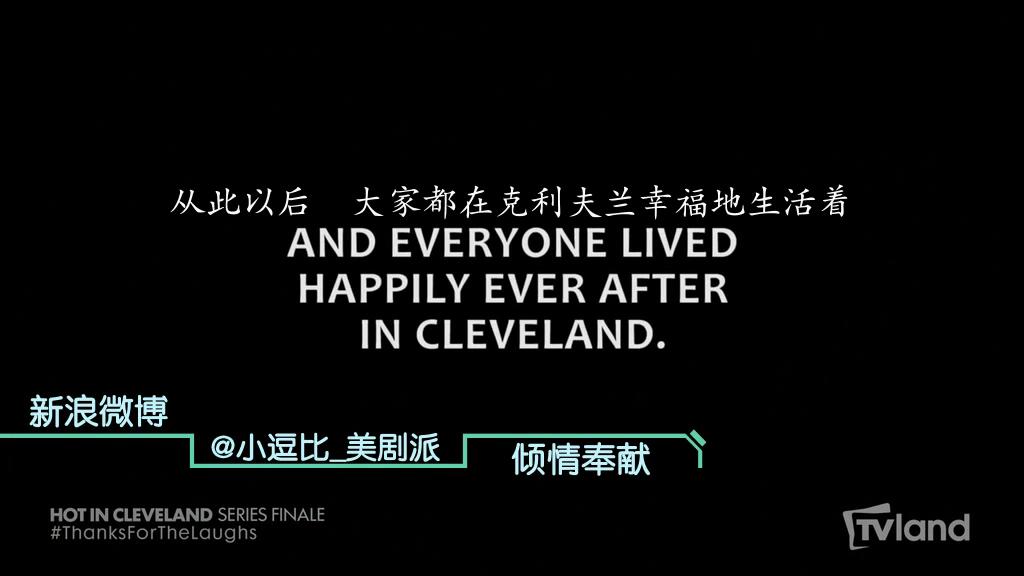 从此以后 大家都在克利夫兰幸福地生活着
AND EVERYONE LIVED
HAPPILY EVER AFTER
IN CLEVELAND.
新浪微博
@小逗比_美剧派
倾情奉献
HOT IN CLEVELAND SERIES FINALE
#ThanksForTheLaughs
TVland